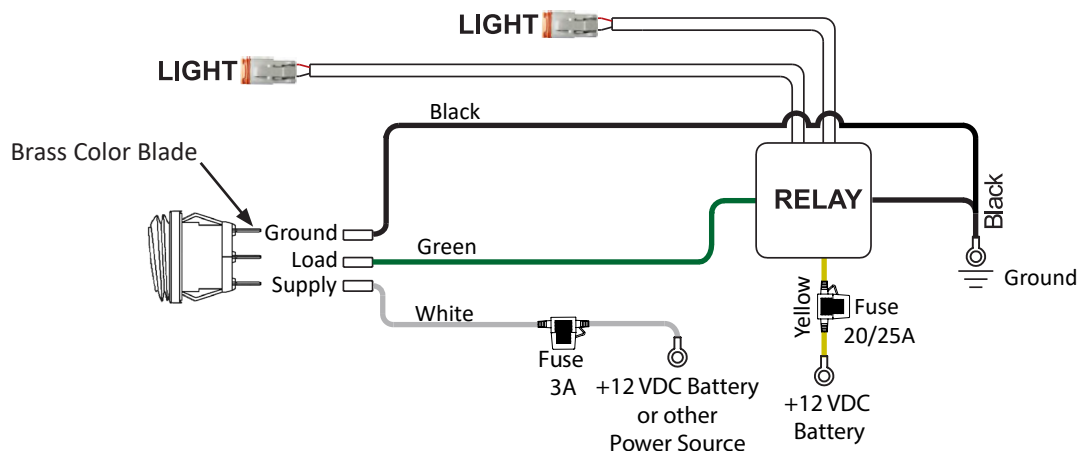 LIGHT
LIGHT
Black
Brass Color Blade
RELAY
Black
Ground
Green
Load
Supply
Ground
White
Yellow
Fuse
20/25A
Fuse
3A
+12 VDC Battery
or other
Power Source
+12 VDC
Battery